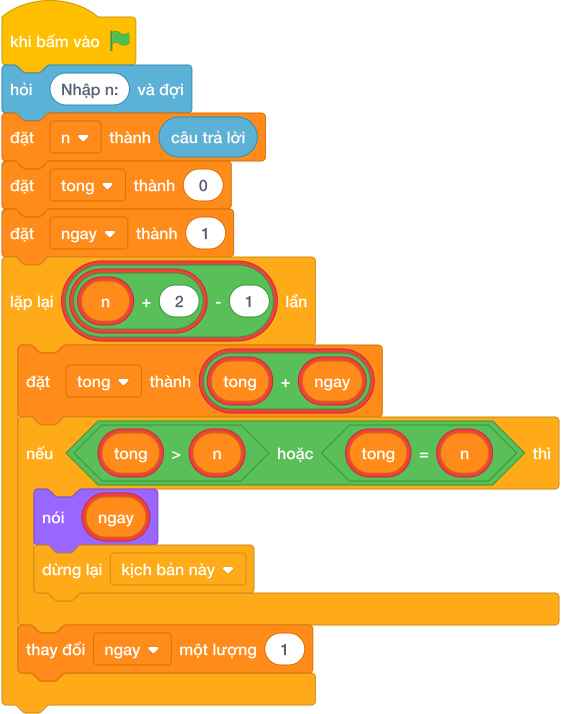 khi bấm vào
hỏi Nhập n: và đợi
đặt n thành câu trả lời
đặt tong thành 0
đặt ngay thành 1
lặp lại n + 2 - 1 lần
đặt tong thành tong + ngay
nếu tong > n hoặc tong = n thì
nói ngay
dừng lại kịch bản này
thay đổi ngay một lượng 1